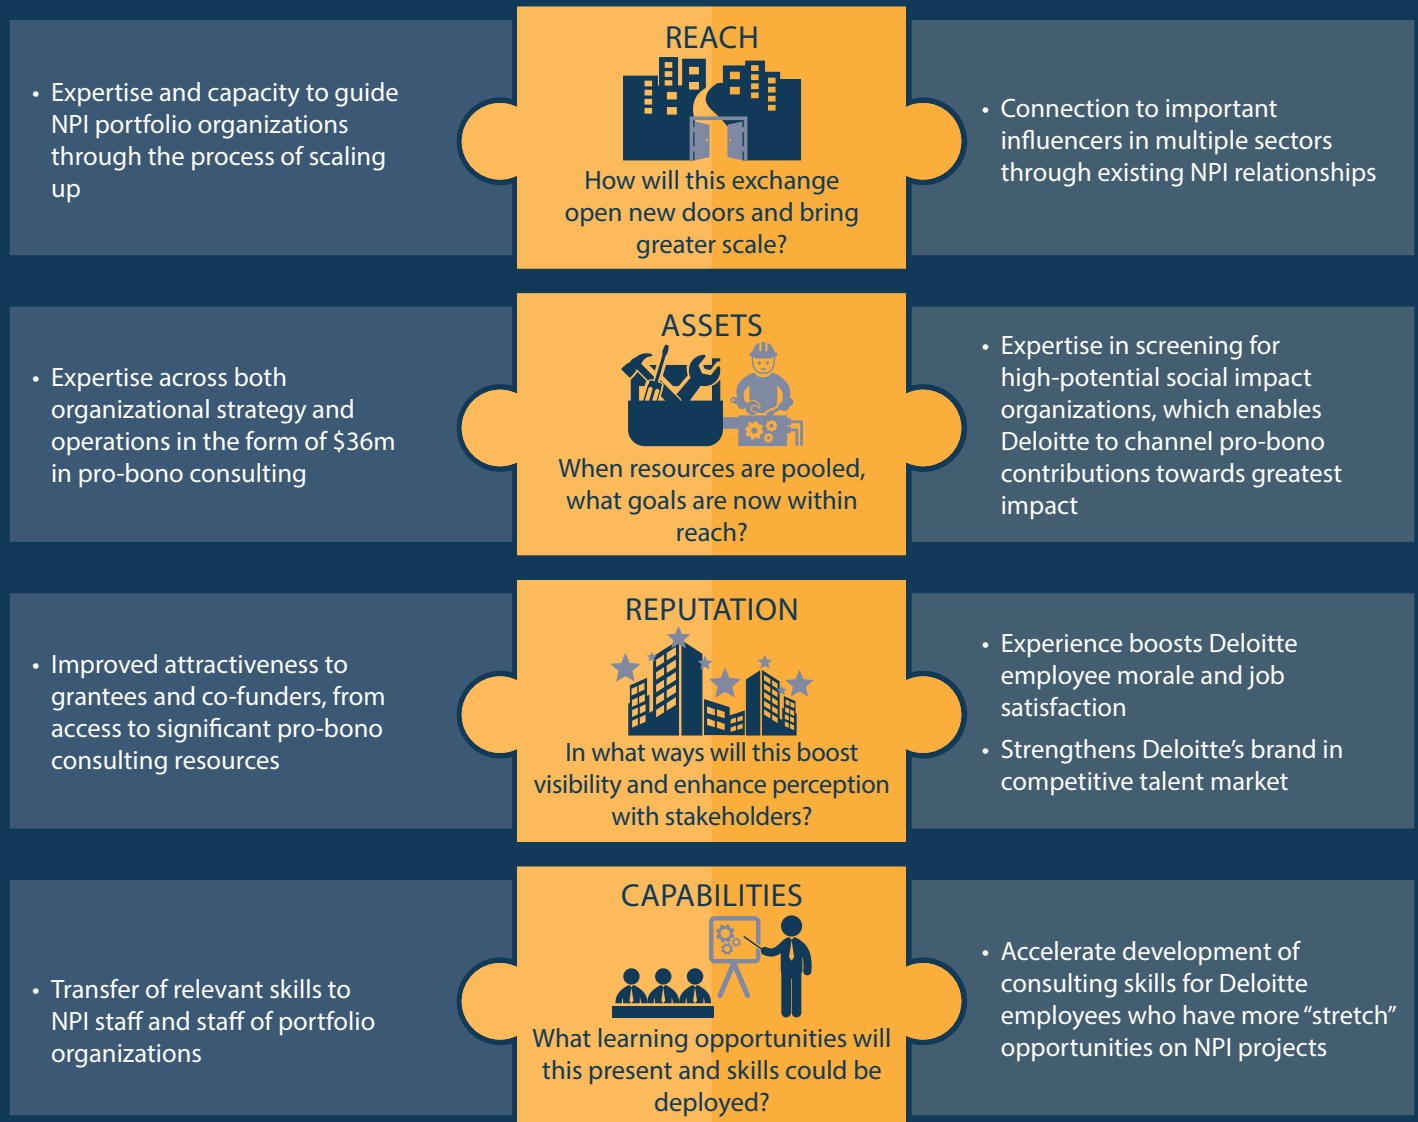 • Expertise and capacity to guide
NPI portfolio organizations
through the process of scaling
up
REACH
How will this exchange
open new doors and bring
greater scale?
• Connection to important
influencers in multiple sectors
through existing NPI relationships
• Expertise across both
organizational strategy and
operations in the form of $36m
in pro-bono consulting
ASSETS
When resources are pooled,
what goals are now within
reach?
• Expertise in screening for
high-potential social impact
organizations, which enables
Deloitte to channel pro-bono
contributions towards greatest
impact
• Improved attractiveness to
grantees and co-funders, from
access to significant pro-bono
consulting resources
REPUTATION
In what ways will this boost
visibility and enhance perception
with stakeholders?
• Experience boosts Deloitte
employee morale and job
satisfaction
• Strengthens Deloitte’s brand in
competitive talent market
• Transfer of relevant skills to
NPI staff and staff of portfolio
organizations
CAPABILITIES
What learning opportunities will
this present and skills could be
deployed?
• Accelerate development of
consulting skills for Deloitte
employees who have more “stretch”
opportunities on NPI projects